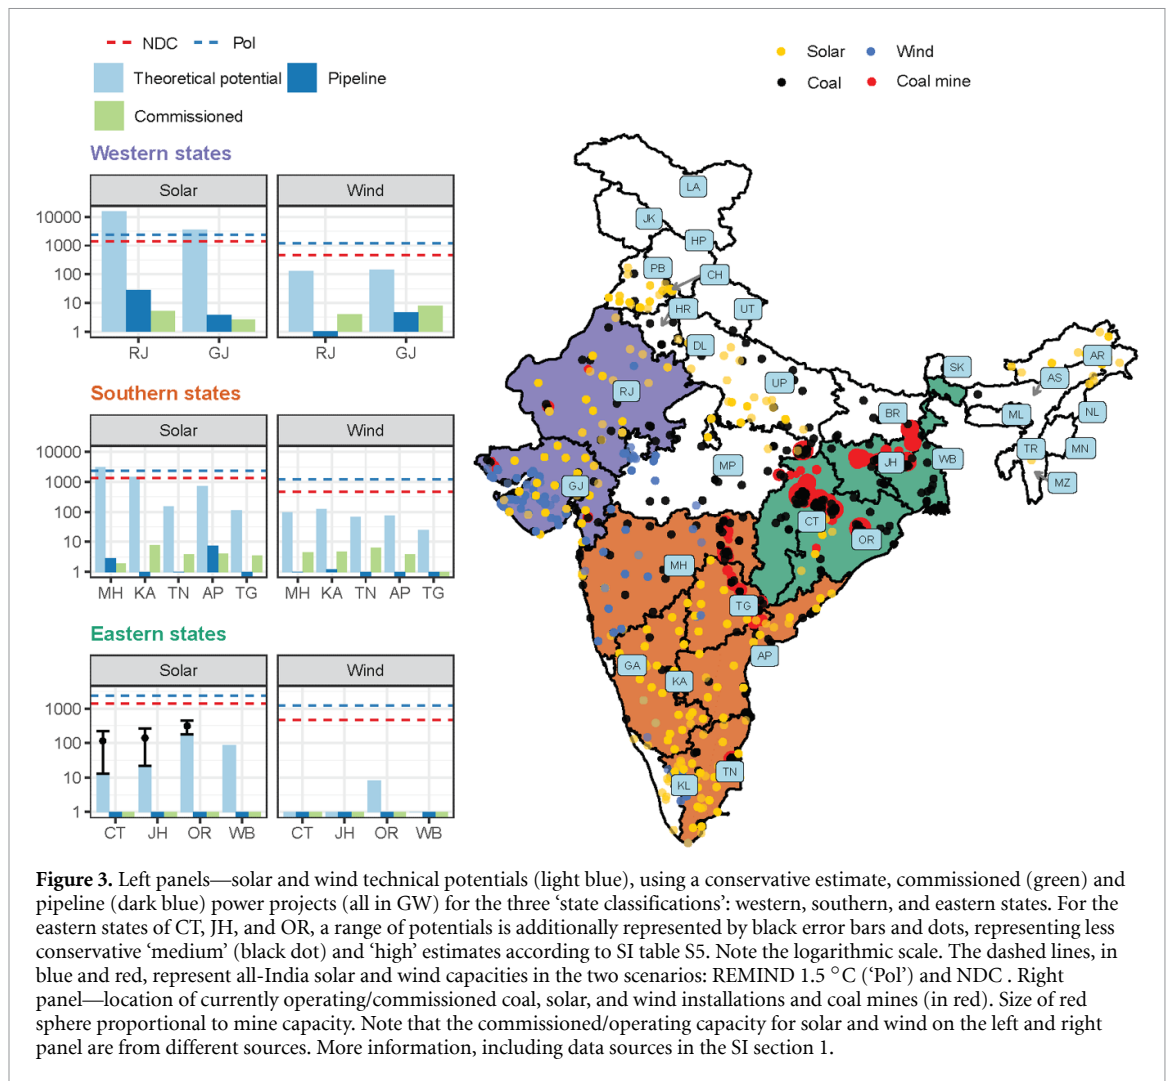 NDC Pol
Theoretical potential Pipeline
Commissioned
Solar Wind
Coal Coal mine
Western states
Solar Wind
10000
1000
100
10
1
RJ GJ RJ GJ
Southern states
Solar Wind
10000
1000
100
10
1
MH KA TN AP TG MH KA TN AP TG
Eastern states
Solar Wind
1000
100
10
1
CT JH OR WB CT JH OR WB
LA
JK
HP
PB
CH
HR
UT
DL
SK
AR
RJ
UP
AS
BR
ML
NL
GJ
MP
JH
WB
TR
MN
MZ
CT
OR
MH
TG
GA
KA
AP
KL
TN
Figure 3. Left panels—solar and wind technical potentials (light blue), using a conservative estimate, commissioned (green) and
pipeline (dark blue) power projects (all in GW) for the three ‘state classifications’: western, southern, and eastern states. For the
eastern states of CT, JH, and OR, a range of potentials is additionally represented by black error bars and dots, representing less
conservative ‘medium’ (black dot) and ‘high’ estimates according to SI table S5. Note the logarithmic scale. The dashed lines, in
blue and red, represent all-India solar and wind capacities in the two scenarios: REMIND 1.5 °C (‘Pol’) and NDC . Right
panel—location of currently operating/commissioned coal, solar, and wind installations and coal mines (in red). Size of red
sphere proportional to mine capacity. Note that the commissioned/operating capacity for solar and wind on the left and right
panel are from different sources. More information, including data sources in the SI section 1.